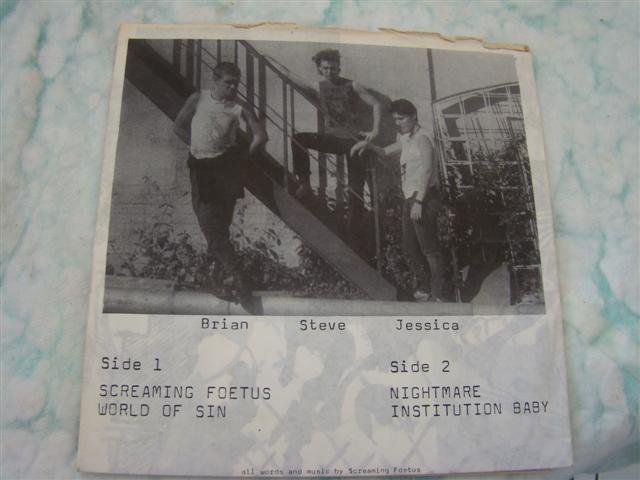 Brian Steve Jessica
Side 1
SCREAMING FOETUS
WORLD OF SIN
Side 2
NIGHTMARE
INSTITUTION BABY
all words and music by Screaming Foetus